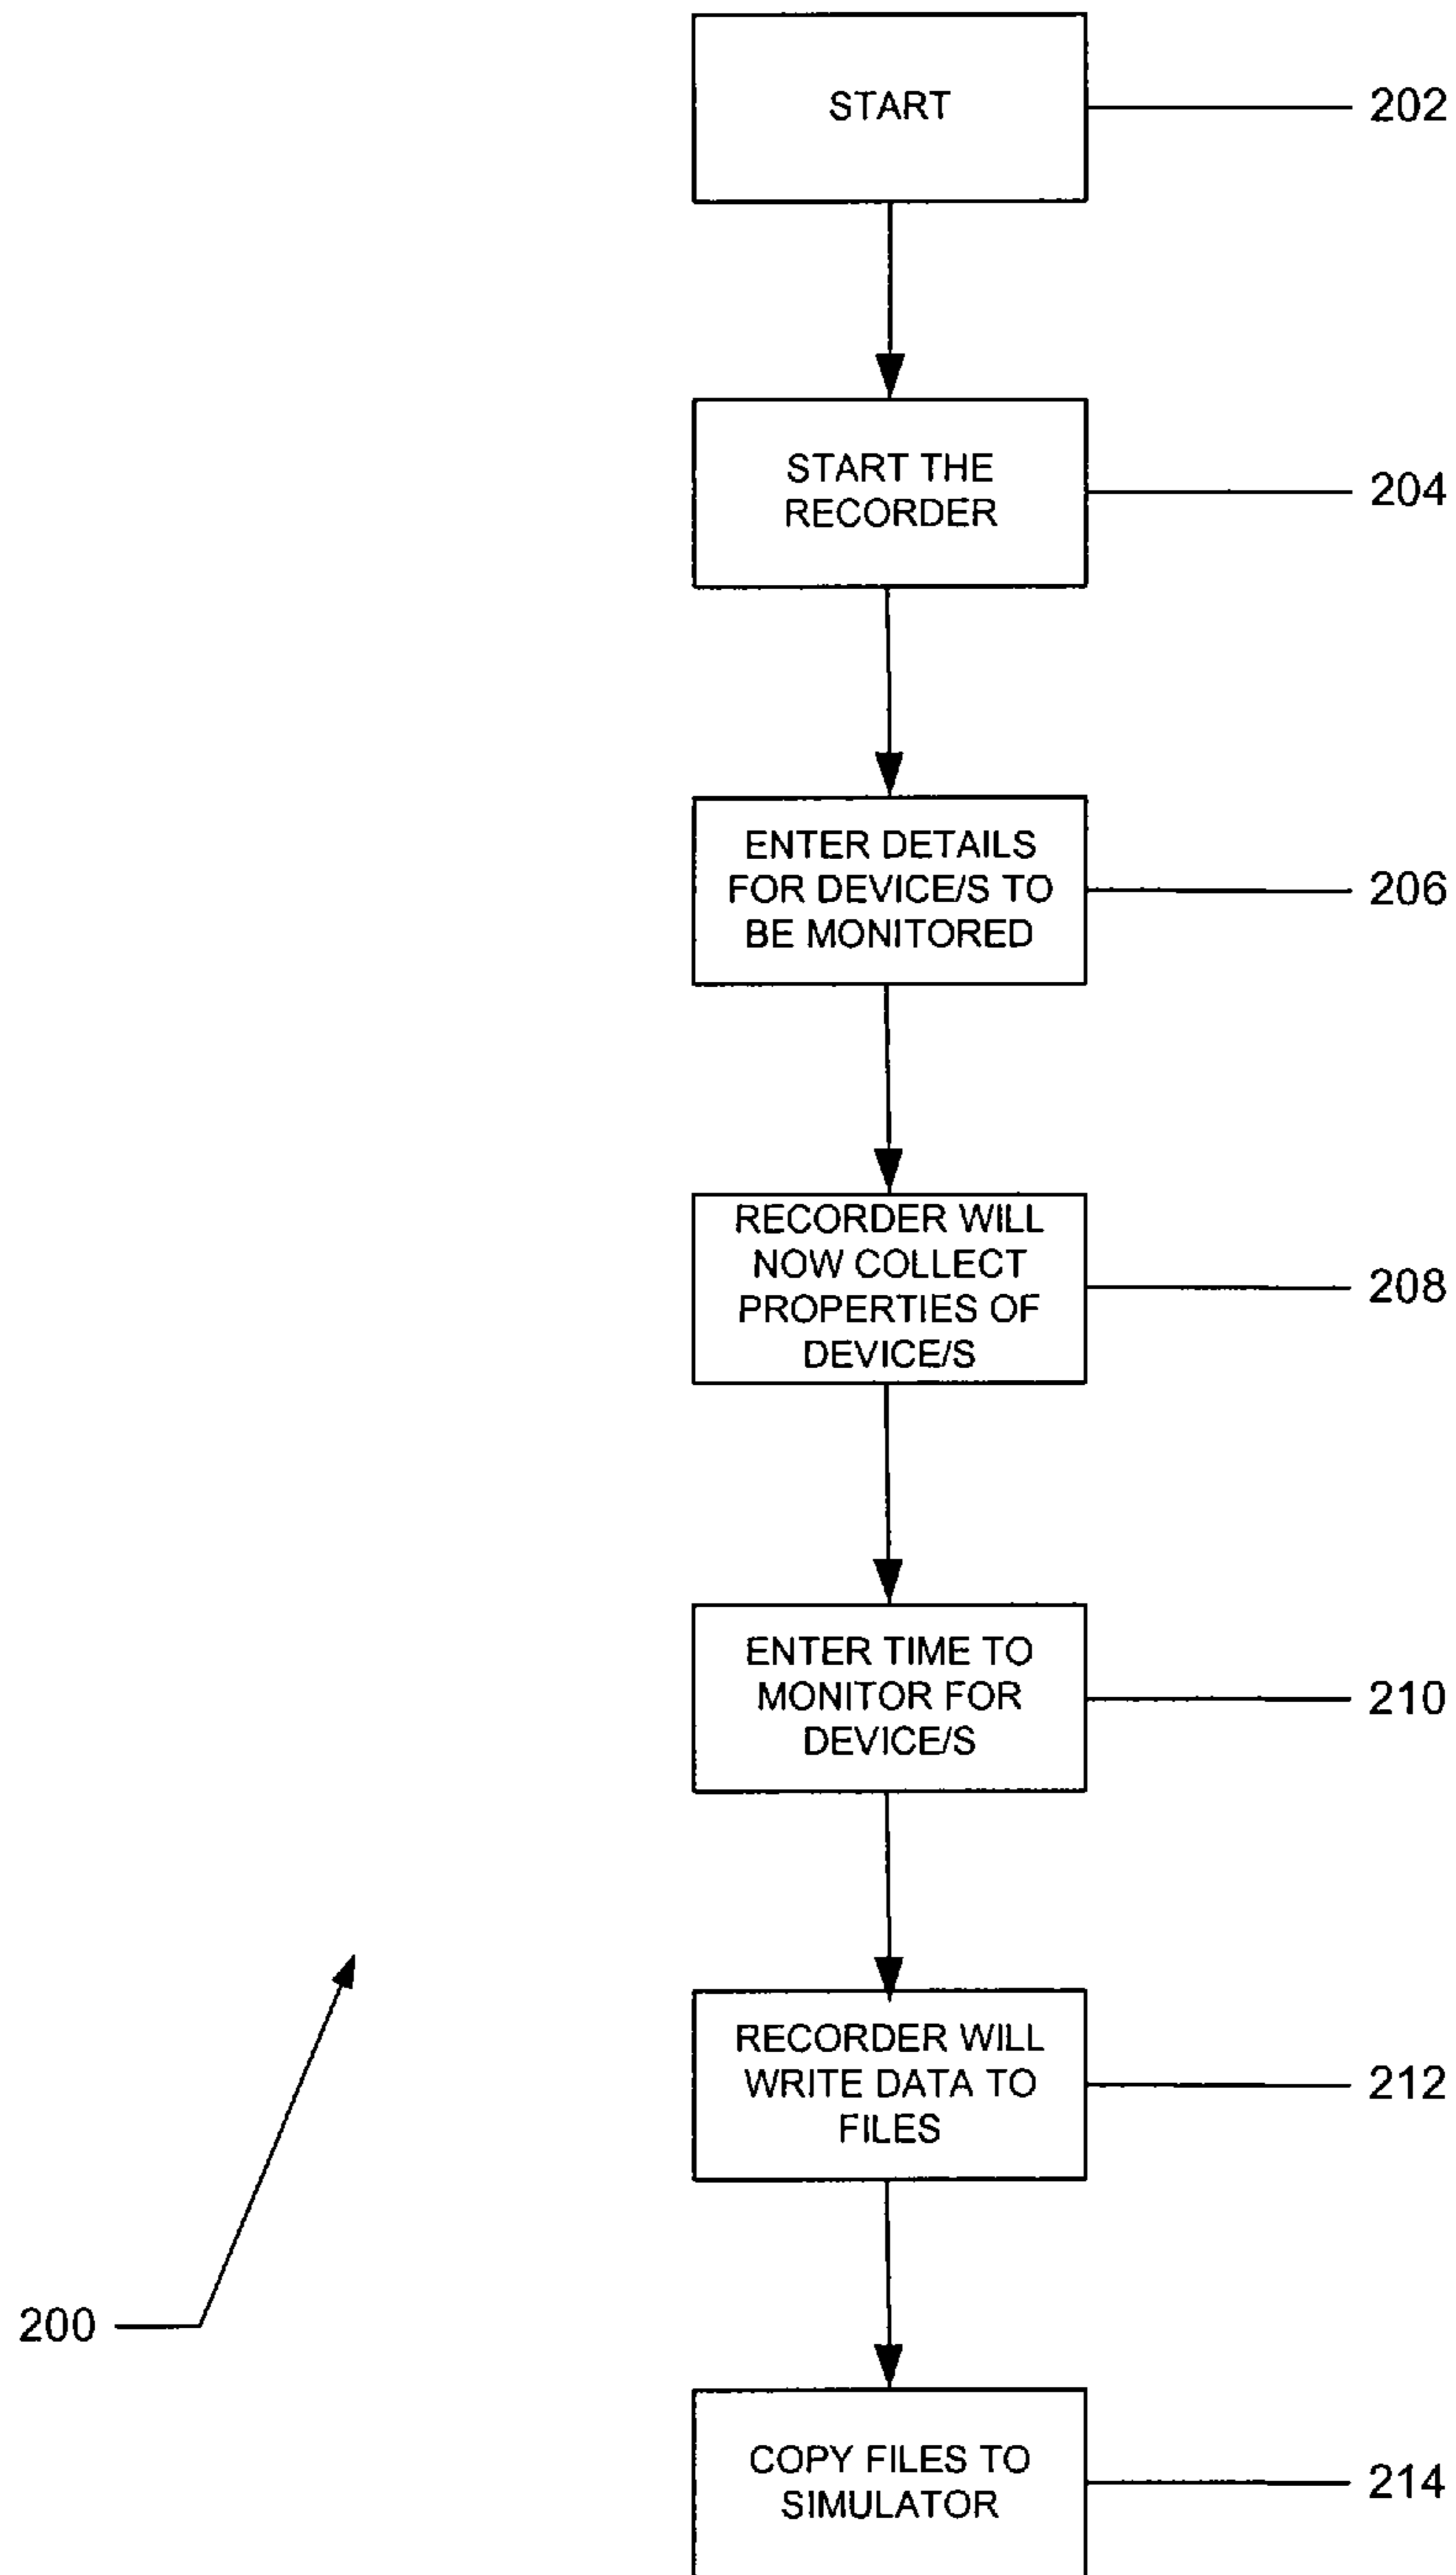 START
202
START THE
RECORDER
204
ENTER DETAILS
FOR DEVICE/S TO
BE MONITORED
206
RECORDER WILL
NOW COLLECT
PROPERTIES OF
DEVICE/S
208
ENTER TIME TO
MONITOR FOR
DEVICE/S
210
RECORDER WILL
WRITE DATA TO
FILES
212
200
COPY FILES TO
SIMULATOR
214